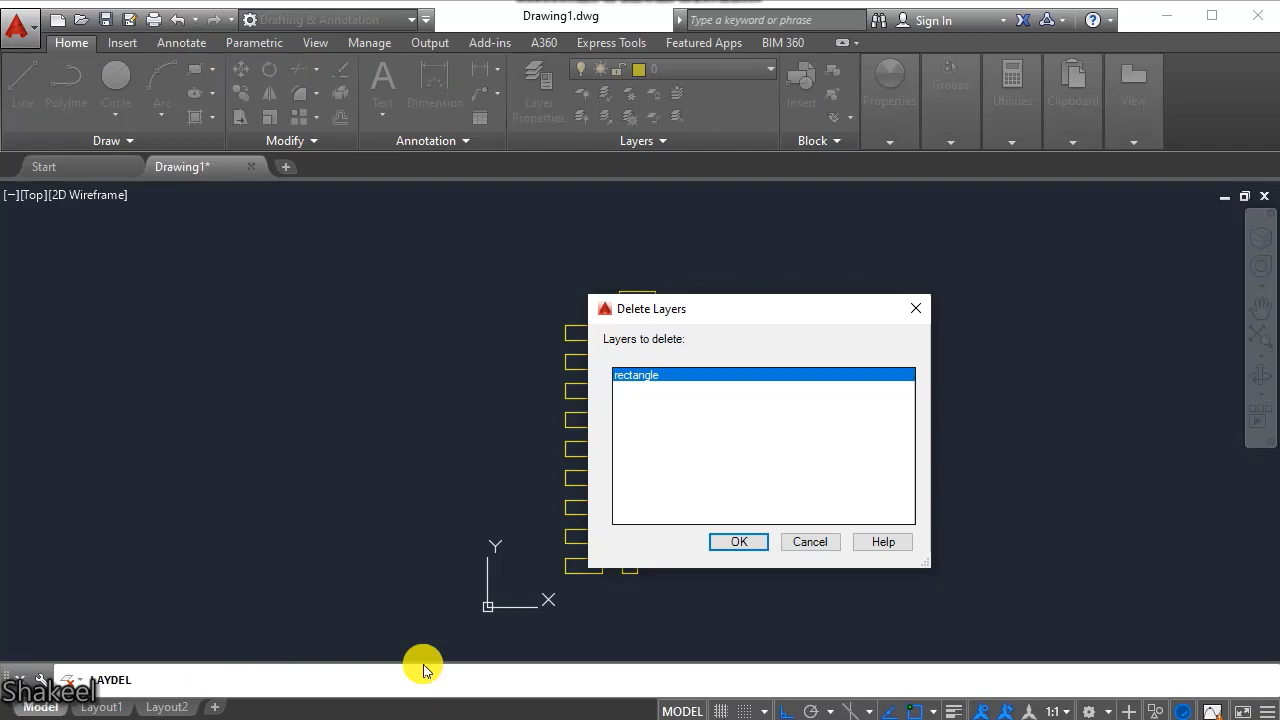 Drafting & Annotation
Drawing1.dwg
Type a keyword or phrase
Sign In
Home
Insert
Annotate
Parametric
View
Manage
Output
Add-ins
A360
Express Tools
Featured Apps
BIM 360
Line
Polyline
Circle
Arc
Text
Dimension
Layer
Properties
0
Insert
Properties
Groups
Utilities
Clipboard
View
Draw
Modify
Annotation
Layers
Block
Start
Drawing1*
[−][Top][2D Wireframe]
Delete Layers
Layers to delete:
rectangle
OK
Cancel
Help
Y
X
LAYDEL
Shakeel
Model
Layout1
Layout2
MODEL
1:1